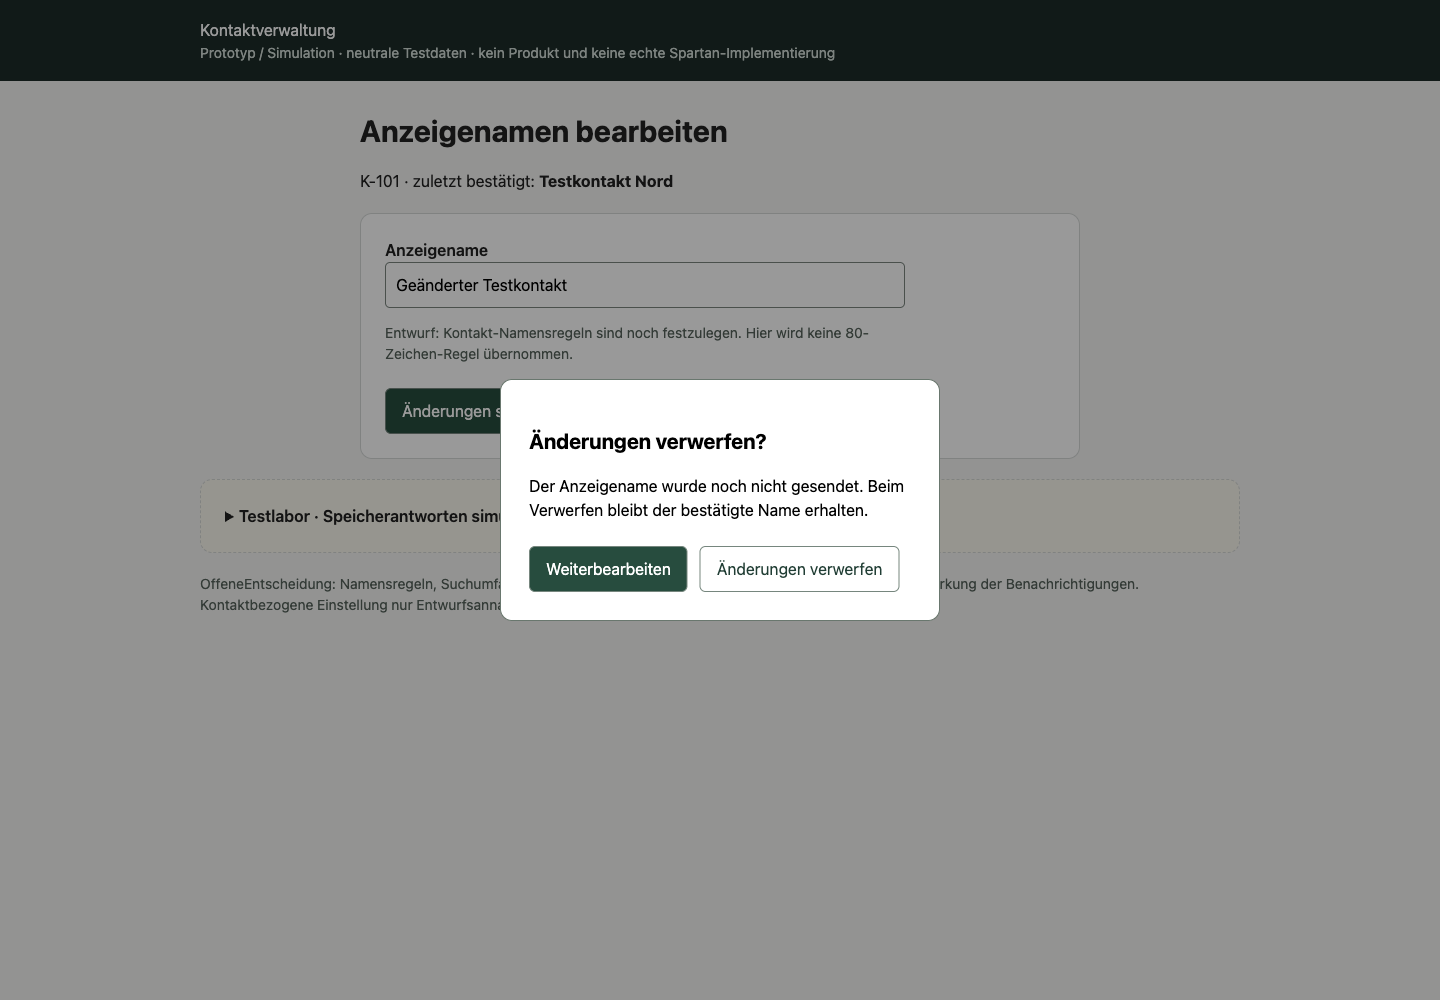 Kontaktverwaltung
Prototyp / Simulation · neutrale Testdaten · kein Produkt und keine echte Spartan-Implementierung
Anzeigenamen bearbeiten
K-101 · zuletzt bestätigt: Testkontakt Nord
Anzeigename
Geänderter Testkontakt
Entwurf: Kontakt-Namensregeln sind noch festzulegen. Hier wird keine 80-
Zeichen-Regel übernommen.
Änderungen
Änderungen verwerfen?
Der Anzeigename wurde noch nicht gesendet. Beim
Verwerfen bleibt der bestätigte Name erhalten.
Weiterbearbeiten
Änderungen verwerfen
Testlabor · Speicherantworten
OffeneEntscheidung: Namensregeln, der Benachrichtigungen.
Kontaktbezogene Einstellung nur